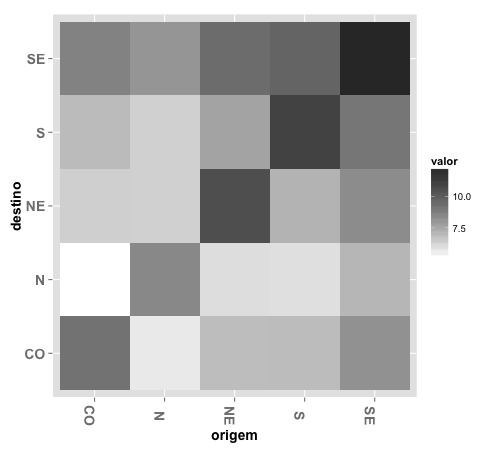 SE
S
NE
N
CO
destino
CO
N
NE
S
SE
origem
valor
10.0
7.5